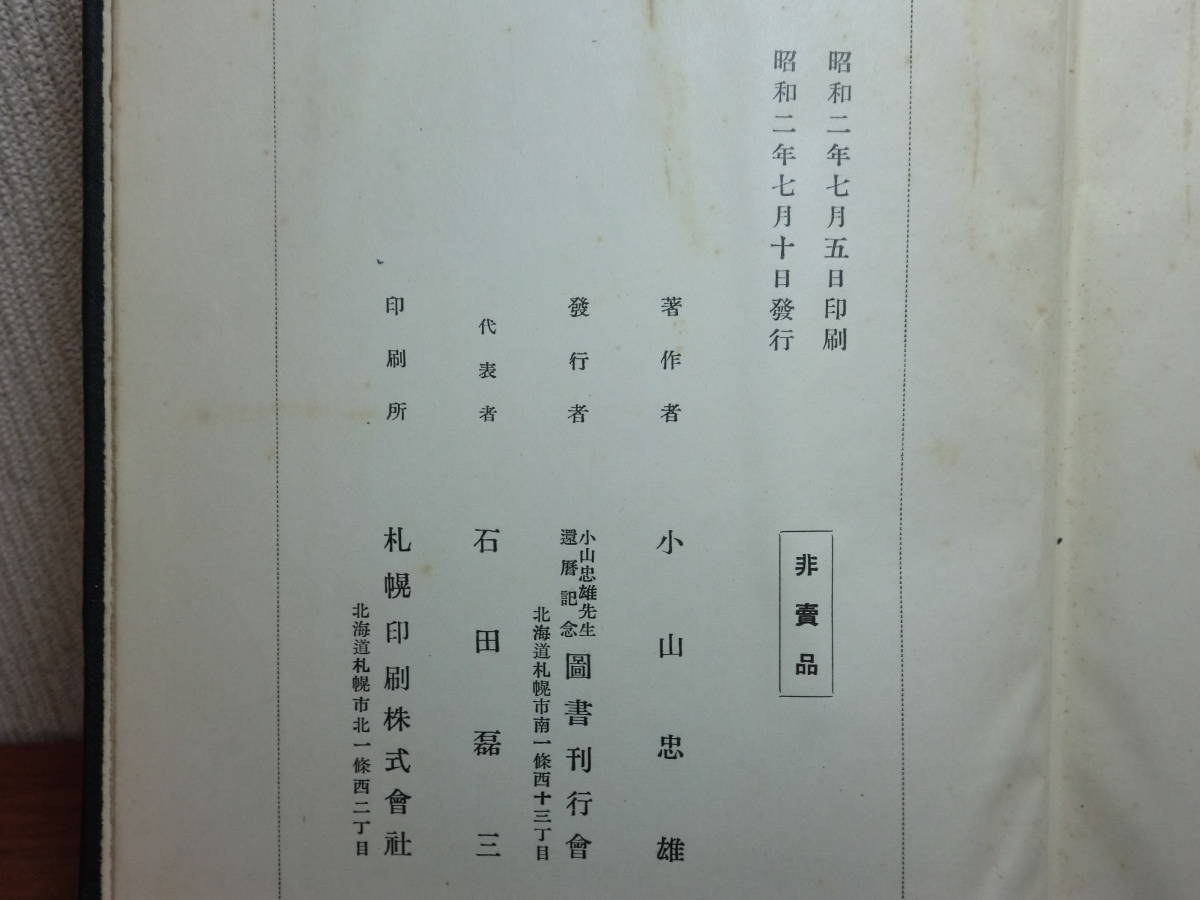 昭和二年七月五日印刷
昭和二年七月十日發行
非賣品
著作者 小山忠雄
發行者 小山忠雄先生還曆記念圖書刊行會
北海道札幌市南一條西十三丁目
代表者 石田磊三
印刷所 札幌印刷株式會社
北海道札幌市北一條西二丁目